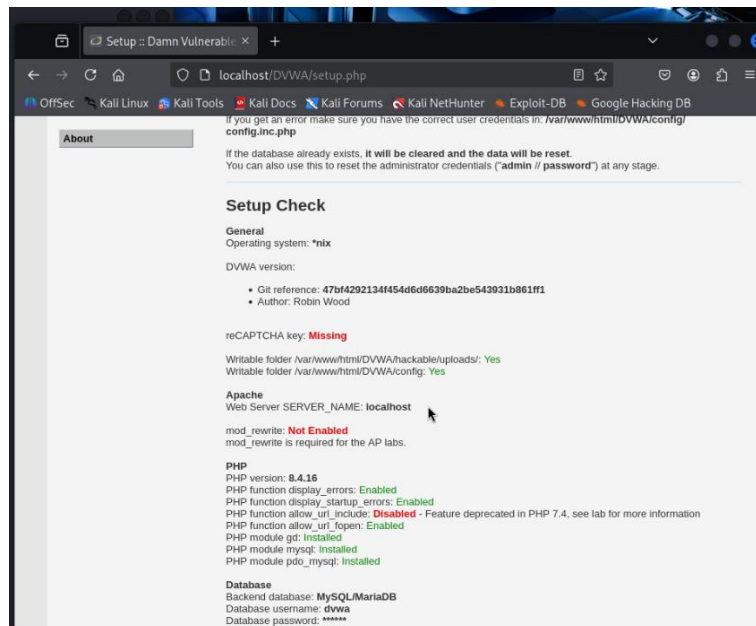 Setup :: Damn Vulnerable
localhost/DVWA/setup.php
OffSec Kali Linux Kali Tools Kali Docs Kali Forums Kali NetHunter Exploit-DB Google Hacking DB
About
If you get an error make sure you have the correct user credentials in: /var/www/html/DVWA/config/
config.inc.php
If the database already exists, it will be cleared and the data will be reset.
You can also use this to reset the administrator credentials ("admin // password") at any stage.
Setup Check
General
Operating system: *nix
DVWA version:
• Git reference: 47bf4292134f454d6d6639ba2be543931b861ff1
• Author: Robin Wood
reCAPTCHA key: Missing
Writable folder /var/www/html/DVWA/hackable/uploads/: Yes
Writable folder /var/www/html/DVWA/config: Yes
Apache
Web Server SERVER_NAME: localhost
mod_rewrite: Not Enabled
mod_rewrite is required for the AP labs.
PHP
PHP version: 8.4.16
PHP function display_errors: Enabled
PHP function display_startup_errors: Enabled
PHP function allow_url_include: Disabled - Feature deprecated in PHP 7.4, see lab for more information
PHP function allow_url_fopen: Enabled
PHP module gd: Installed
PHP module mysql: Installed
PHP module pdo_mysql: Installed
Database
Backend database: MySQL/MariaDB
Database username: dvwa
Database password: ******